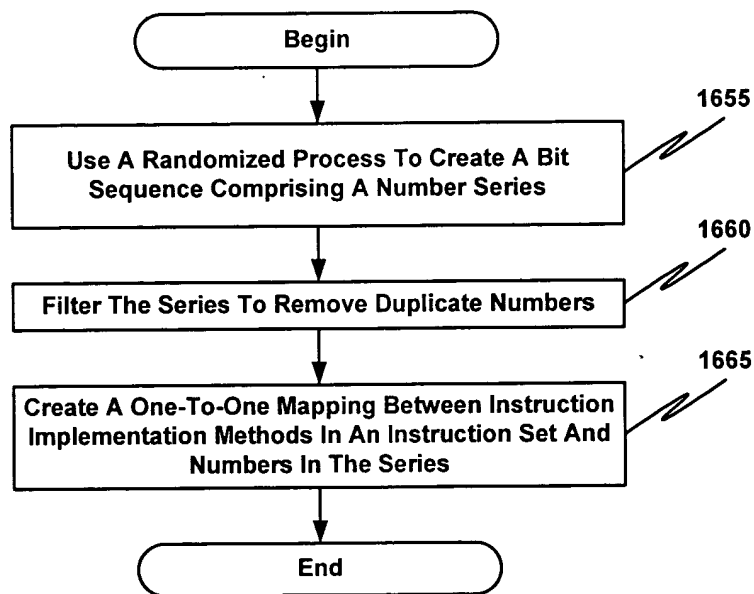 Begin
1655
Use A Randomized Process To Create A Bit
Sequence Comprising A Number Series
1660
Filter The Series To Remove Duplicate Numbers
1665
Create A One-To-One Mapping Between Instruction
Implementation Methods In An Instruction Set And
Numbers In The Series
End